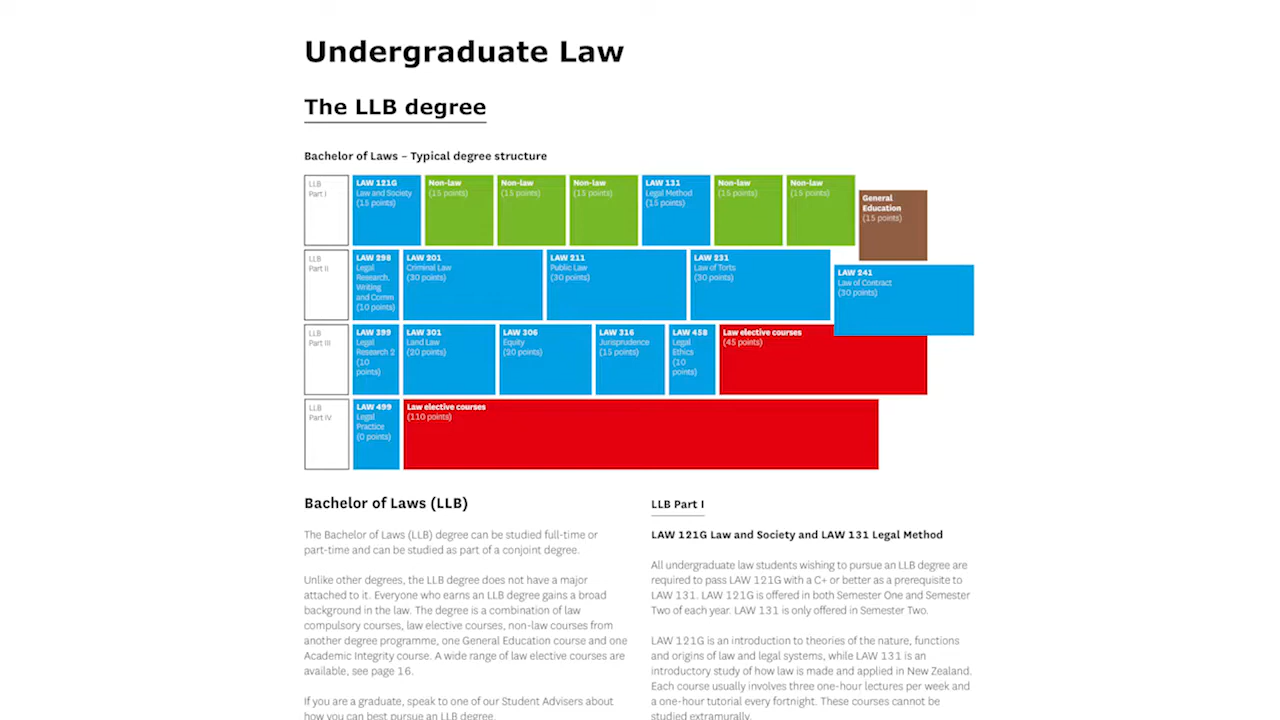 Undergraduate Law
The LLB degree
Bachelor of Laws – Typical degree structure
LLB
Part I
LAW 121G
Law and Society
(15 points)
Non-law
(15 points)
Non-law
(15 points)
Non-law
(15 points)
LAW 131
Legal Method
(15 points)
Non-law
(15 points)
Non-law
(15 points)
General
Education
(15 points)
LLB
Part II
LAW 298
Legal
Research,
Writing
and Comm
(10 points)
LAW 201
Criminal Law
(30 points)
LAW 211
Public Law
(30 points)
LAW 231
Law of Torts
(30 points)
LAW 241
Law of Contract
(30 points)
LLB
Part III
LAW 399
Legal
Research 2
(10
points)
LAW 301
Land Law
(20 points)
LAW 306
Equity
(20 points)
LAW 316
Jurisprudence
(15 points)
LAW 458
Legal
Ethics
(10
points)
Law elective courses
(45 points)
LLB
Part IV
LAW 499
Legal
Practice
(0 points)
Law elective courses
(110 points)
Bachelor of Laws (LLB)
The Bachelor of Laws (LLB) degree can be studied full-time or
part-time and can be studied as part of a conjoint degree.
Unlike other degrees, the LLB degree does not have a major
attached to it. Everyone who earns an LLB degree gains a broad
background in the law. The degree is a combination of law
compulsory courses, law elective courses, non-law courses from
another degree programme, one General Education course and one
Academic Integrity course. A wide range of law elective courses are
available, see page 16.
If you are a graduate, speak to one of our Student Advisers about
how you can best pursue an LLB degree.
LLB Part I
LAW 121G Law and Society and LAW 131 Legal Method
All undergraduate law students wishing to pursue an LLB degree are
required to pass LAW 121G with a C+ or better as a prerequisite to
LAW 131. LAW 121G is offered in both Semester One and Semester
Two of each year. LAW 131 is only offered in Semester Two.
LAW 121G is an introduction to theories of the nature, functions
and origins of law and legal systems, while LAW 131 is an
introductory study of how law is made and applied in New Zealand.
Each course usually involves three one-hour lectures per week and
a one-hour tutorial every fortnight. These courses cannot be
studied extramurally.